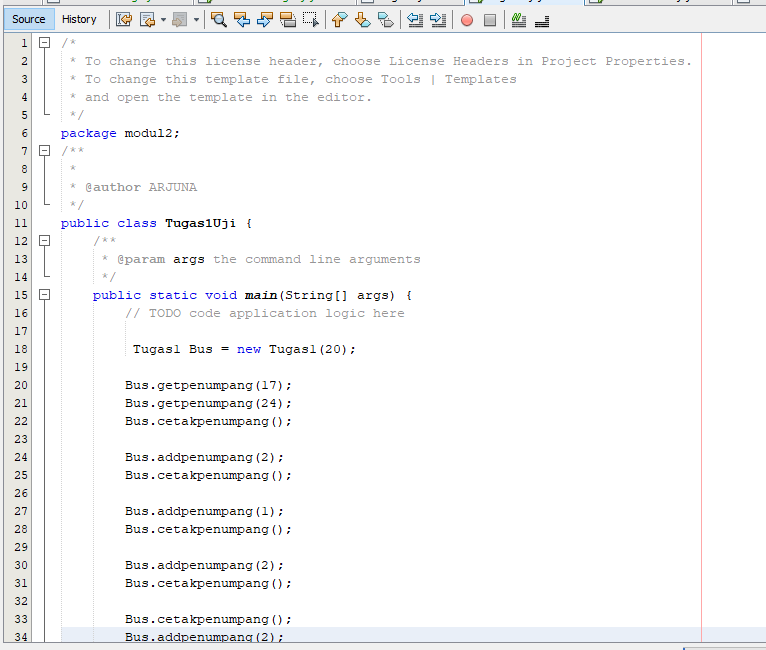 Source History
1 /*
2 * To change this license header, choose License Headers in Project Properties.
3 * To change this template file, choose Tools | Templates
4 * and open the template in the editor.
5 */
6 package modul2;
7 /**
8 *
9 * @author ARJUNA
10 */
11 public class Tugas1Uji {
12 /**
13 * @param args the command line arguments
14 */
15 public static void main(String[] args) {
16 // TODO code application logic here
17
18 Tugas1 Bus = new Tugas1(20);
19
20 Bus.getpenumpang(17);
21 Bus.getpenumpang(24);
22 Bus.cetakpenumpang();
23
24 Bus.addpenumpang(2);
25 Bus.cetakpenumpang();
26
27 Bus.addpenumpang(1);
28 Bus.cetakpenumpang();
29
30 Bus.addpenumpang(2);
31 Bus.cetakpenumpang();
32
33 Bus.cetakpenumpang();
34 Bus.addpenumpang(2);